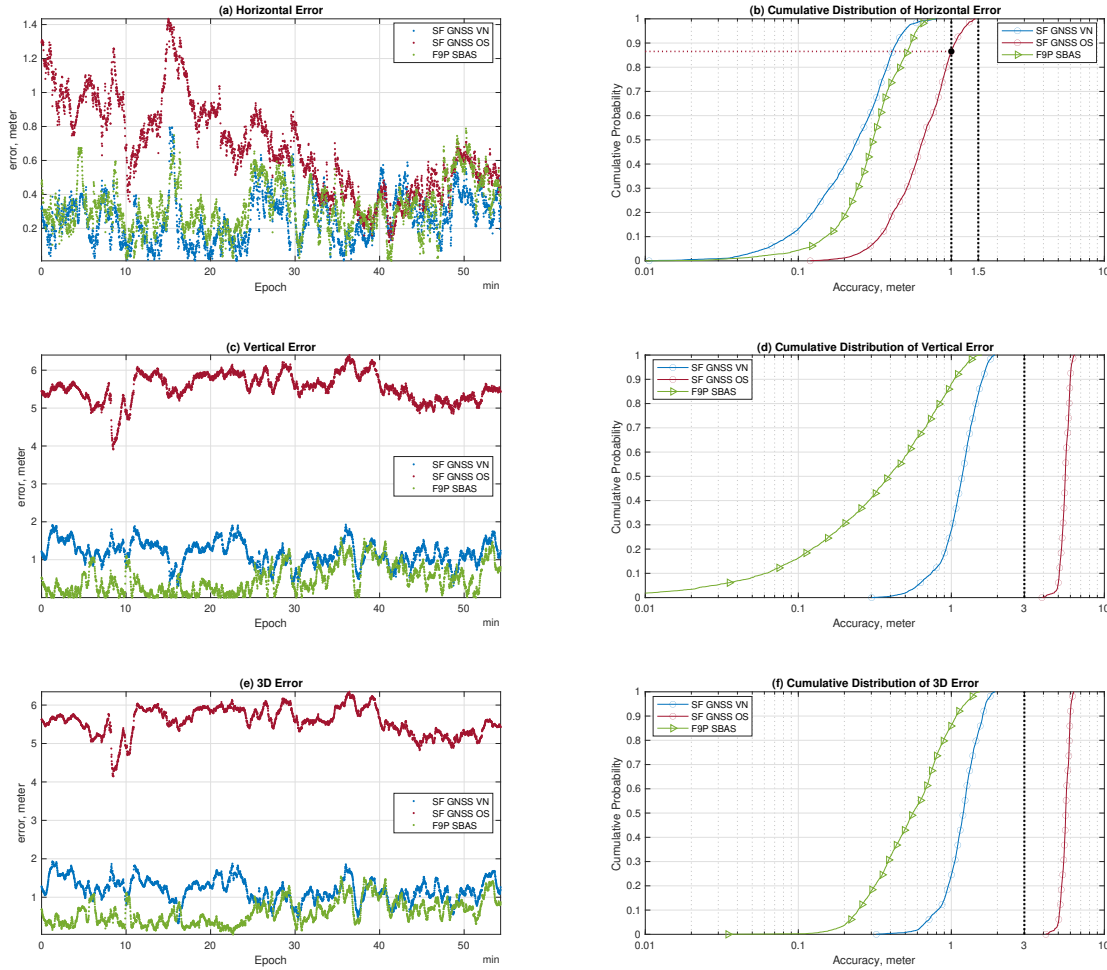 (a) Horizontal Error
1.4
1.2
1
0.8
0.6
0.4
0.2
error, meter
SF GNSS VN
SF GNSS OS
F9P SBAS
0 10 20 30 40 50
Epoch
min
(b) Cumulative Distribution of Horizontal Error
1
0.9
0.8
0.7
0.6
0.5
0.4
0.3
0.2
0.1
0
Cumulative Probability
SF GNSS VN
SF GNSS OS
F9P SBAS
0.01 0.1 1 1.5 10
Accuracy, meter
(c) Vertical Error
6
5
4
3
2
1
error, meter
SF GNSS VN
SF GNSS OS
F9P SBAS
0 10 20 30 40 50
Epoch
min
(d) Cumulative Distribution of Vertical Error
1
0.9
0.8
0.7
0.6
0.5
0.4
0.3
0.2
0.1
0
Cumulative Probability
SF GNSS VN
SF GNSS OS
F9P SBAS
0.01 0.1 1 3 10
Accuracy, meter
(e) 3D Error
6
5
4
3
2
1
0
error, meter
SF GNSS VN
SF GNSS OS
F9P SBAS
0 10 20 30 40 50
Epoch
min
(f) Cumulative Distribution of 3D Error
1
0.9
0.8
0.7
0.6
0.5
0.4
0.3
0.2
0.1
0
Cumulative Probability
SF GNSS VN
SF GNSS OS
F9P SBAS
0.01 0.1 1 3 10
Accuracy, meter